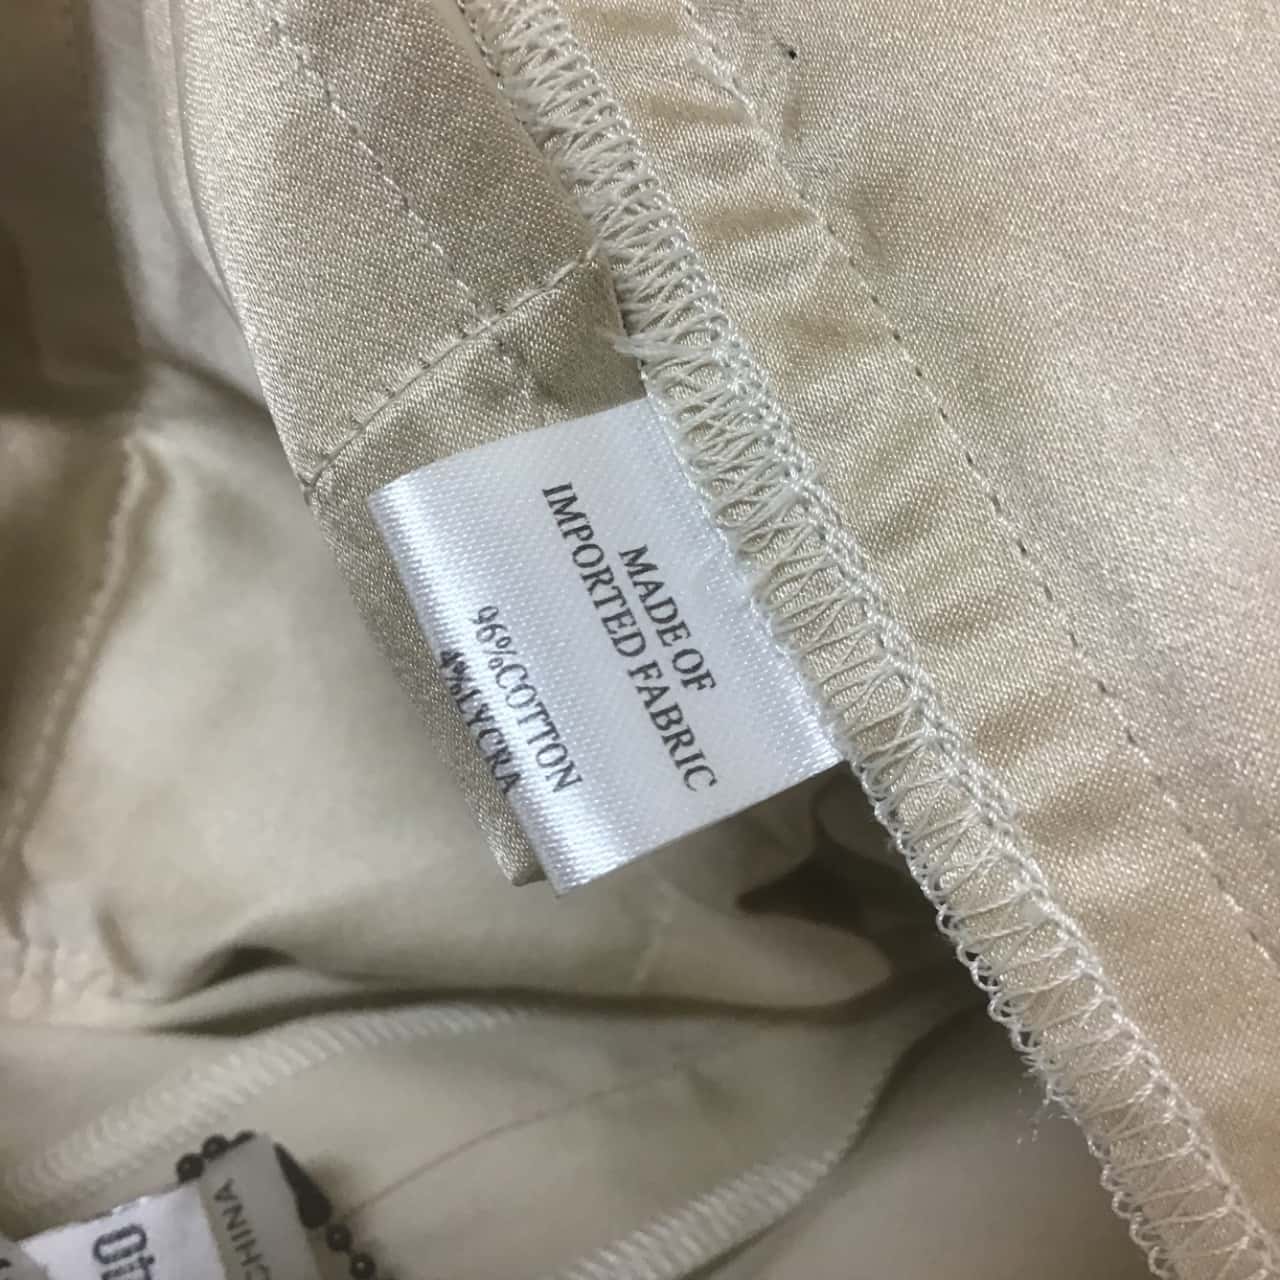 MADE OF
IMPORTED FABRIC
96%COTTON
4%LYCRA
CHINA